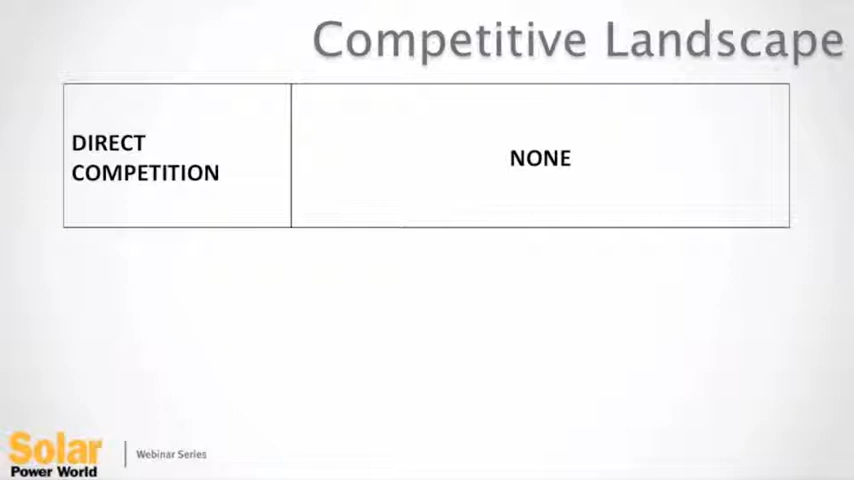 Competitive Landscape
DIRECT
COMPETITION
NONE
Solar
Power World
Webinar Series